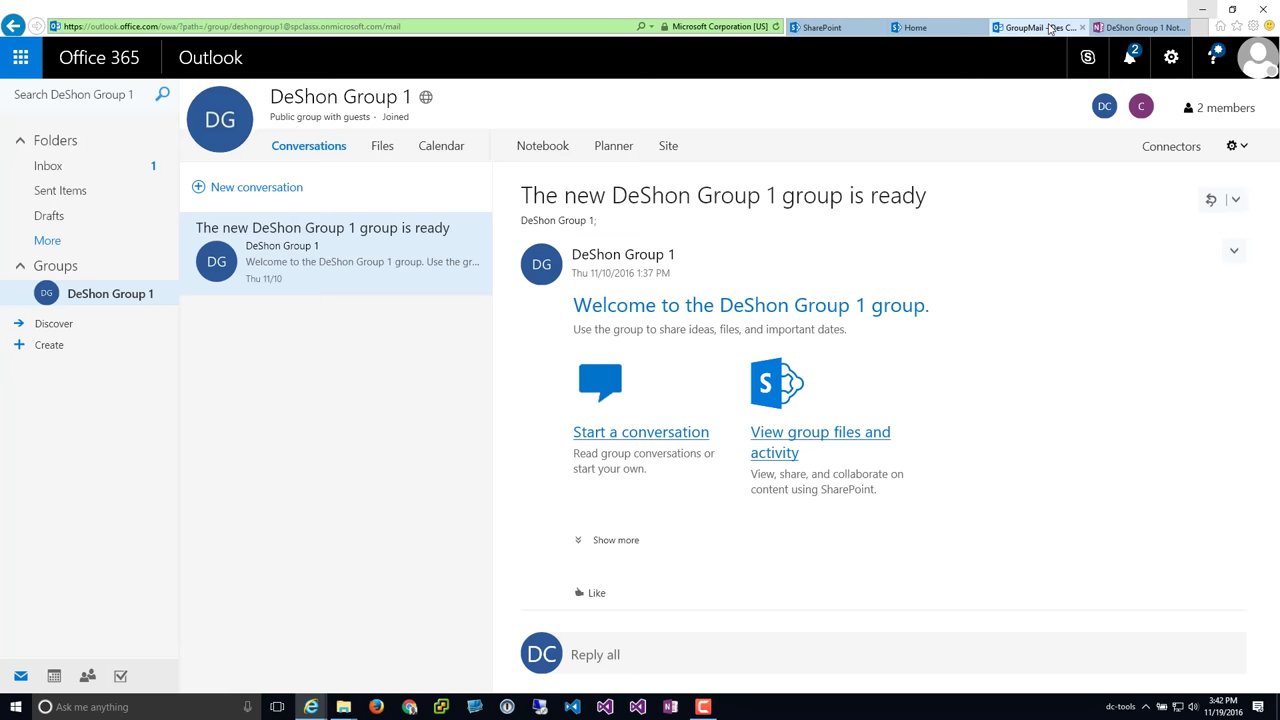 https://outlook.office.com/owa/?path=/group/deshongroup1@spclassx.onmicrosoft.com/mail
Microsoft Corporation [US]
SharePoint
Home
GroupMail - Des C...
DeShon Group 1 Not...
Office 365
Outlook
2
Search DeShon Group 1
DG
DeShon Group 1
Public group with guests • Joined
DC
C
2 members
Folders
Inbox 1
Sent Items
Drafts
More
Groups
DG DeShon Group 1
Discover
Create
Conversations Files Calendar Notebook Planner Site Connectors
New conversation
The new DeShon Group 1 group is ready
DG
DeShon Group 1
Welcome to the DeShon Group 1 group. Use the gr...
Thu 11/10
The new DeShon Group 1 group is ready
DeShon Group 1;
DG
DeShon Group 1
Thu 11/10/2016 1:37 PM
Welcome to the DeShon Group 1 group.
Use the group to share ideas, files, and important dates.
S
Start a conversation
Read group conversations or
start your own.
View group files and
activity
View, share, and collaborate on
content using SharePoint.
Show more
Like
DC
Reply all
Ask me anything
dc-tools
3:42 PM
11/19/2016